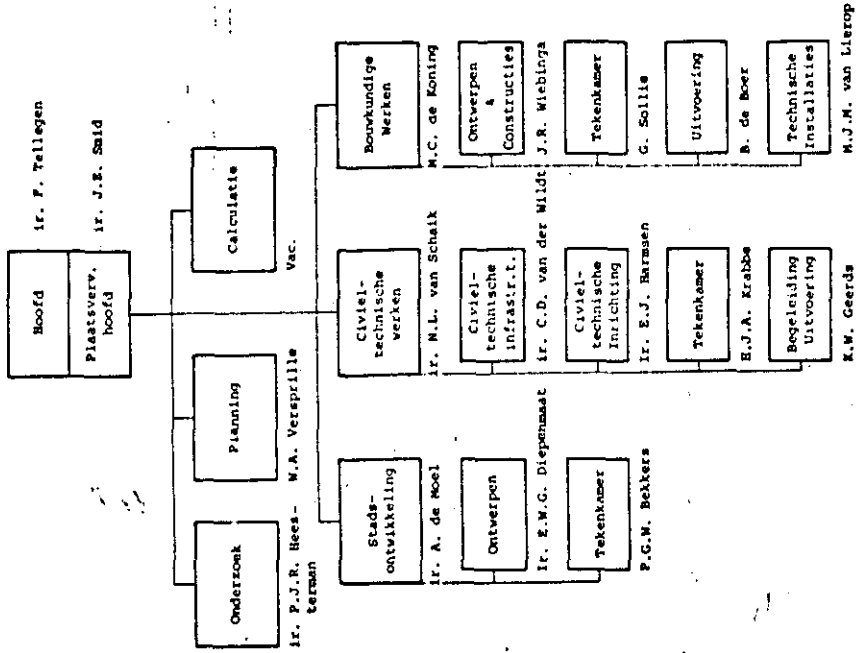 Hoofd
ir. F. Tellegen
Plaatsverv.
hoofd
ir. J.E. Smid
Onderzoek
ir. P.J.R. Hees-
terman
Planning
W.A. Versprille
Calculatie
Vac.
Stads-
ontwikkeling
ir. A. de Moel
Ontwerpen
Ir. E.W.G. Diepenmaat
Tekenkamer
P.G.W. Bekkers
Civiel-
technische
werken
ir. N.L. van Schaik
Civiel-
technische
infrastr.t.
ir. C.D. van der Wildt
Civiel-
technische
Inrichting
Ir. E.J. Harmsen
Tekenkamer
H.J.A. Krabbe
Begeleiding
Uitvoering
K.W. Geerds
Bouwkundige
Werken
M.C. de Koning
Ontwerpen
&
Constructies
J.R. Wiebinga
Tekenkamer
G. Sollie
Uitvoering
B. de Boer
Technische
Installaties
M.J.M. van Lierop